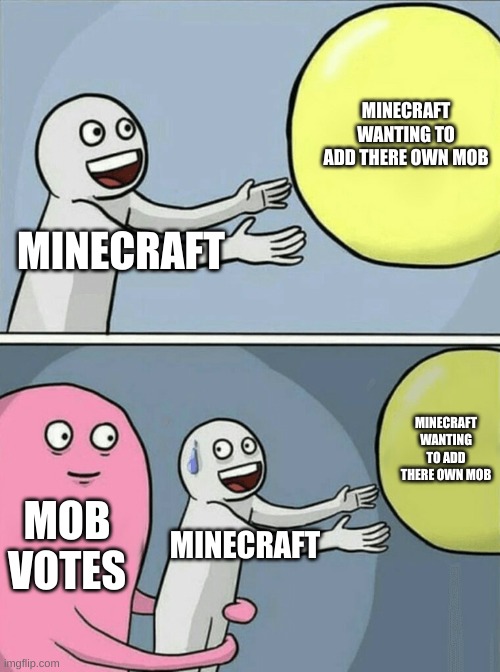 MINECRAFT
WANTING TO
ADD THERE OWN MOB
MINECRAFT
MINECRAFT
WANTING
TO ADD
THERE OWN MOB
MOB
VOTES
MINECRAFT
imgflip.com